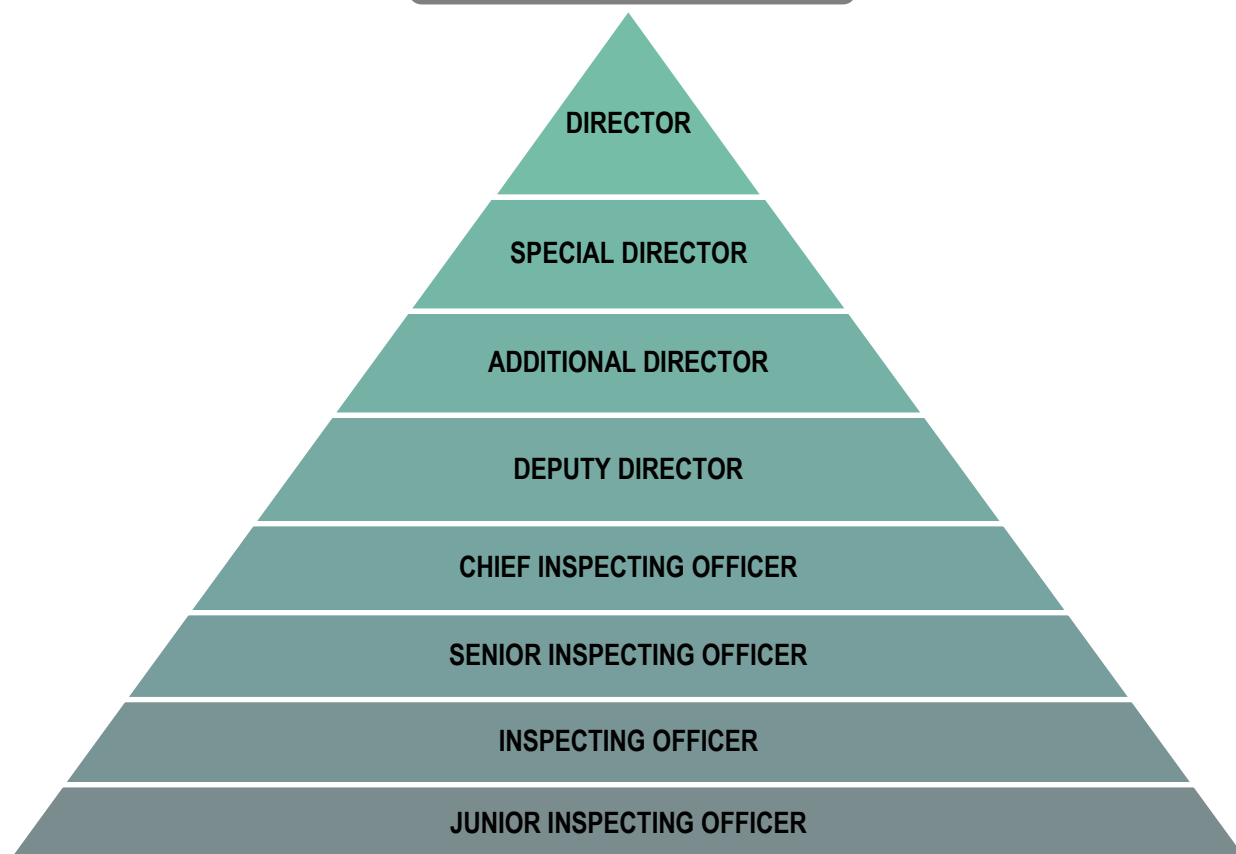 DIRECTOR
SPECIAL DIRECTOR
ADDITIONAL DIRECTOR
DEPUTY DIRECTOR
CHIEF INSPECTING OFFICER
SENIOR INSPECTING OFFICER
INSPECTING OFFICER
JUNIOR INSPECTING OFFICER